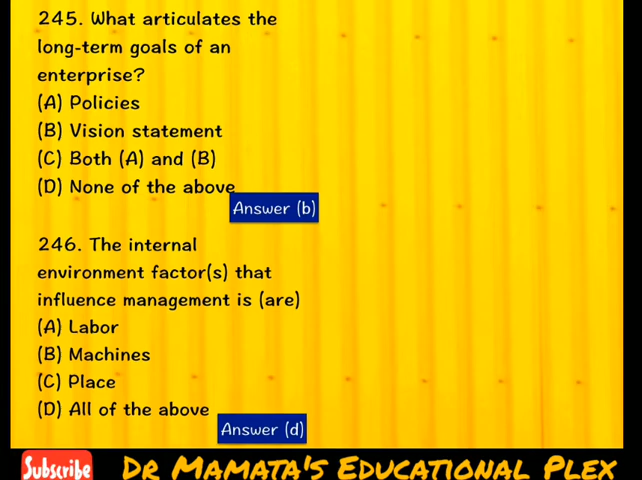 245. What articulates the
long-term goals of an
enterprise?
(A) Policies
(B) Vision statement
(C) Both (A) and (B)
(D) None of the above
Answer (b)
246. The internal
environment factor(s) that
influence management is (are)
(A) Labor
(B) Machines
(C) Place
(D) All of the above
Answer (d)
Subscribe DR MAMATA'S EDUCATIONAL PLEX